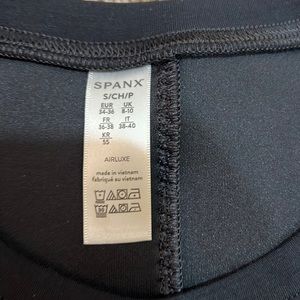 SPANX
S/CH/P
EUR UK
34-36 8-10
FR IT
36-38 38-40
KR
55
AIRLUXE
made in vietnam
fabriqué au vietnam